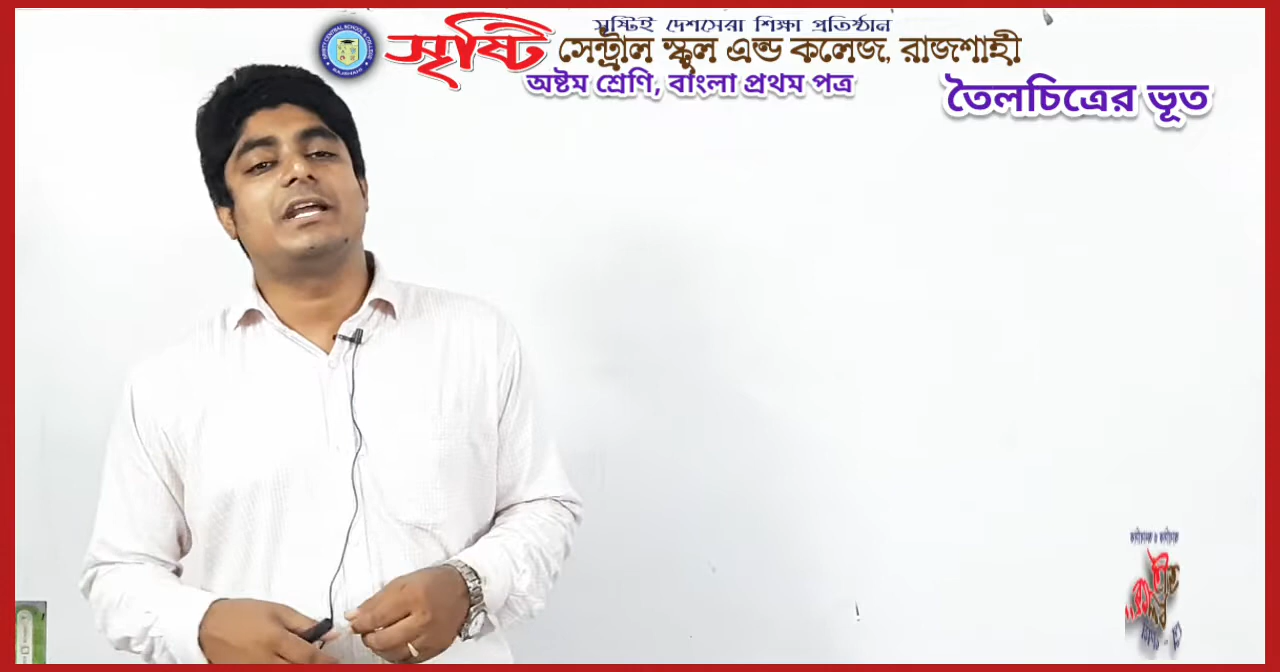 সৃষ্টিই দেশসেরা শিক্ষা প্রতিষ্ঠান
সৃষ্টি সেন্ট্রাল স্কুল এন্ড কলেজ, রাজশাহী
অষ্টম শ্রেণি, বাংলা প্রথম পত্র
তৈলচিত্রের ভূত